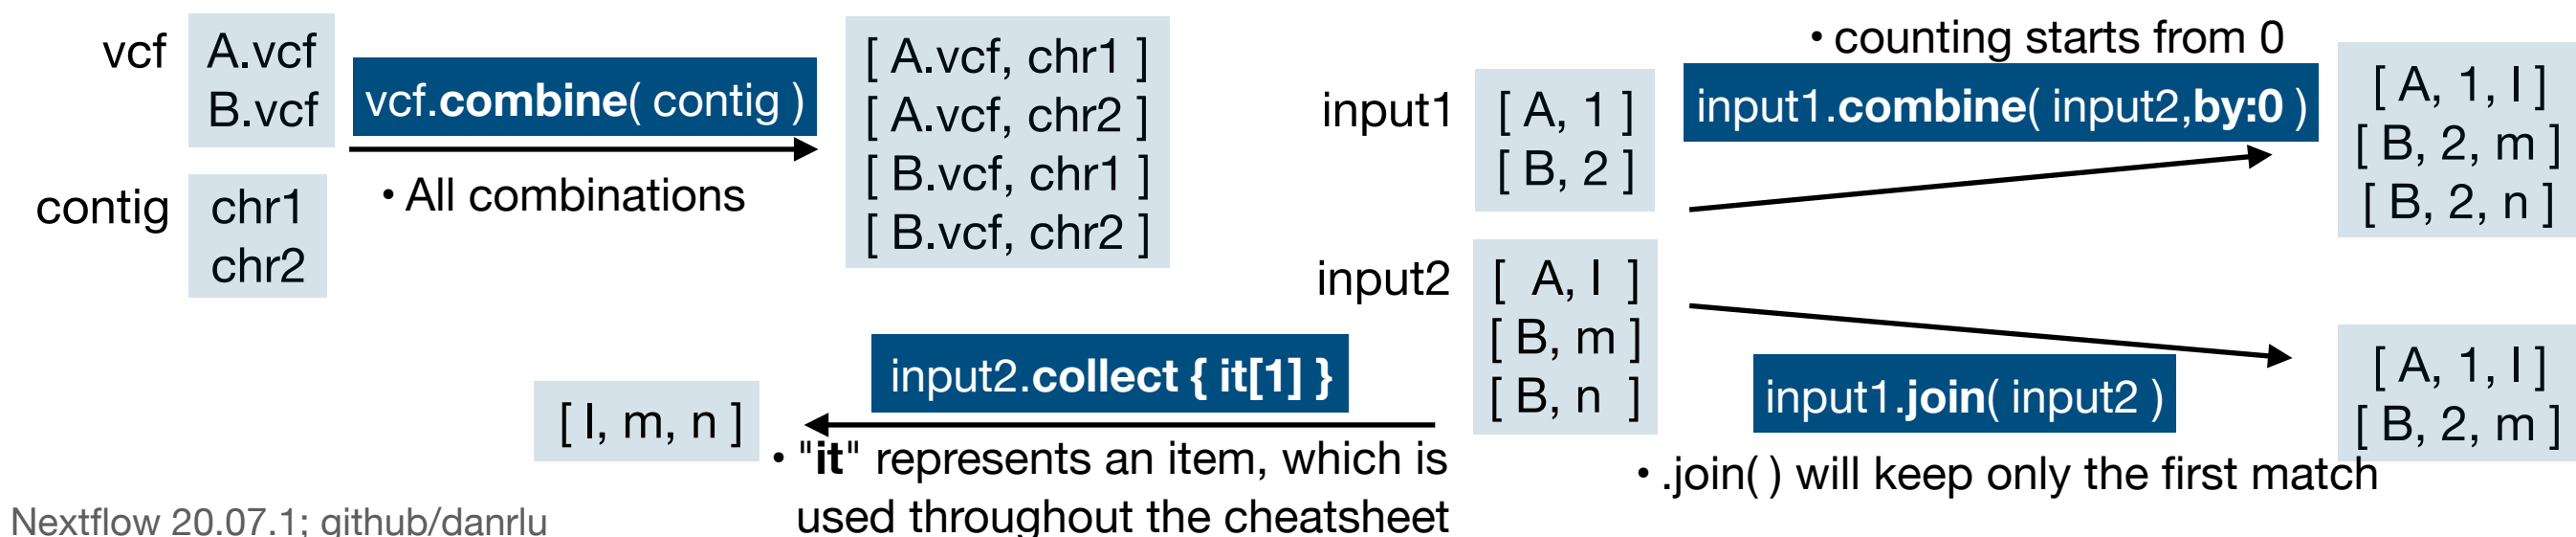 vcf
A.vcf
B.vcf
contig
chr1
chr2
vcf.combine( contig )
• All combinations
[ A.vcf, chr1 ]
[ A.vcf, chr2 ]
[ B.vcf, chr1 ]
[ B.vcf, chr2 ]
input1
[ A, 1 ]
[ B, 2 ]
input2
[ A, l ]
[ B, m ]
[ B, n ]
• counting starts from 0
input1.combine( input2,by:0 )
[ A, 1, l ]
[ B, 2, m ]
[ B, 2, n ]
input1.join( input2 )
• .join( ) will keep only the first match
[ A, 1, l ]
[ B, 2, m ]
input2.collect { it[1] }
[ l, m, n ]
• "it" represents an item, which is
used throughout the cheatsheet
Nextflow 20.07.1; github/danrlu